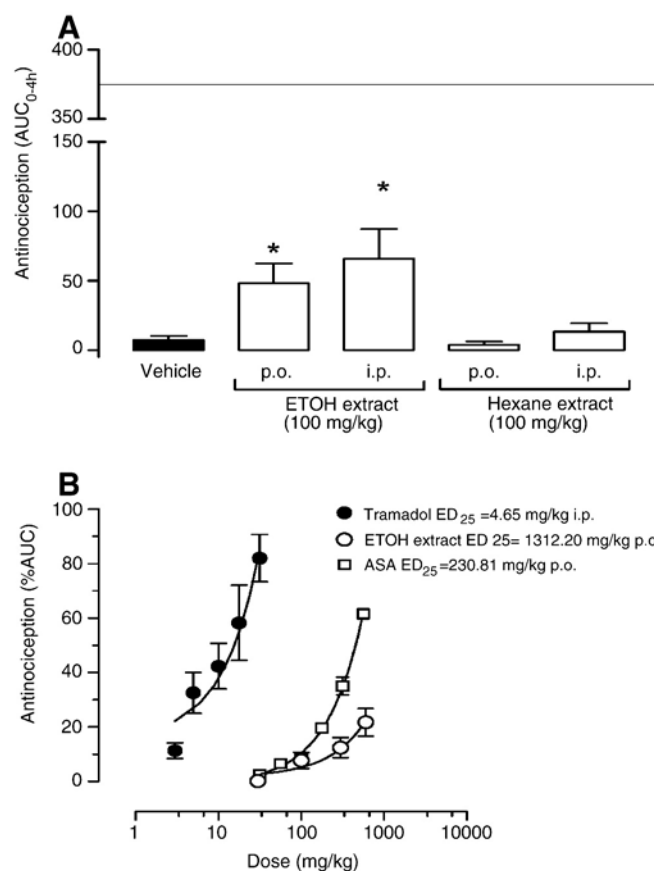 A
Antinociception (AUC0-4h)
400
350
150
100
50
0
*
*
Vehicle
p.o.
i.p.
p.o.
i.p.
ETOH extract
(100 mg/kg)
Hexane extract
(100 mg/kg)
B
Antinociception (%AUC)
100
80
60
40
20
0
Tramadol ED25 =4.65 mg/kg i.p.
ETOH extract ED 25= 1312.20 mg/kg p.o
ASA ED25=230.81 mg/kg p.o.
1
10
100
1000
10000
Dose (mg/kg)